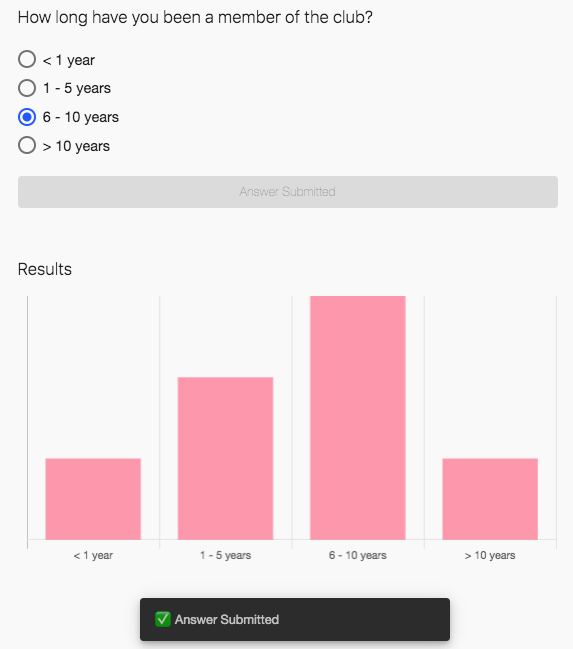 How long have you been a member of the club?
< 1 year
1 - 5 years
6 - 10 years
> 10 years
Answer Submitted
Results
< 1 year 1 - 5 years 6 - 10 years > 10 years
✅ Answer Submitted